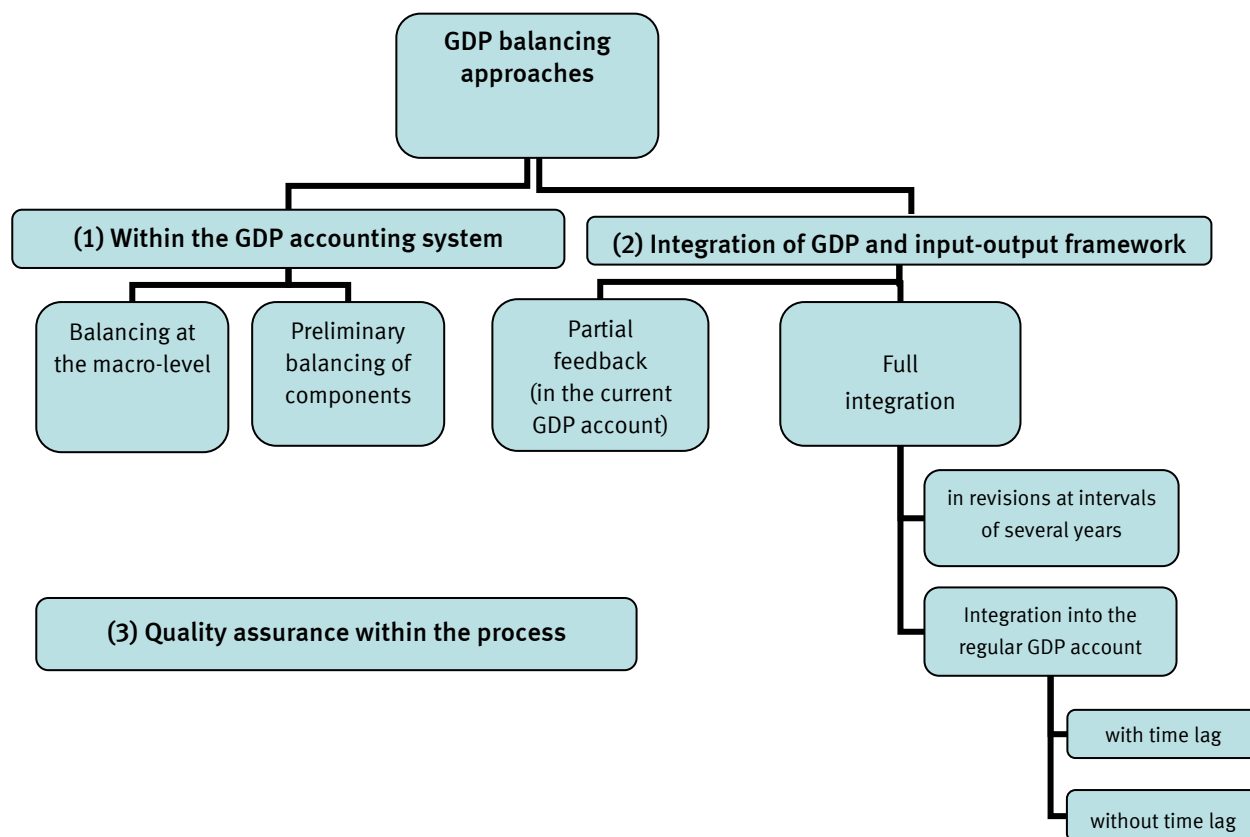 GDP balancing
approaches
(1) Within the GDP accounting system
(2) Integration of GDP and input-output framework
Balancing at
the macro-level
Preliminary
balancing of
components
Partial
feedback
(in the current
GDP account)
Full
integration
in revisions at intervals
of several years
(3) Quality assurance within the process
Integration into the
regular GDP account
with time lag
without time lag